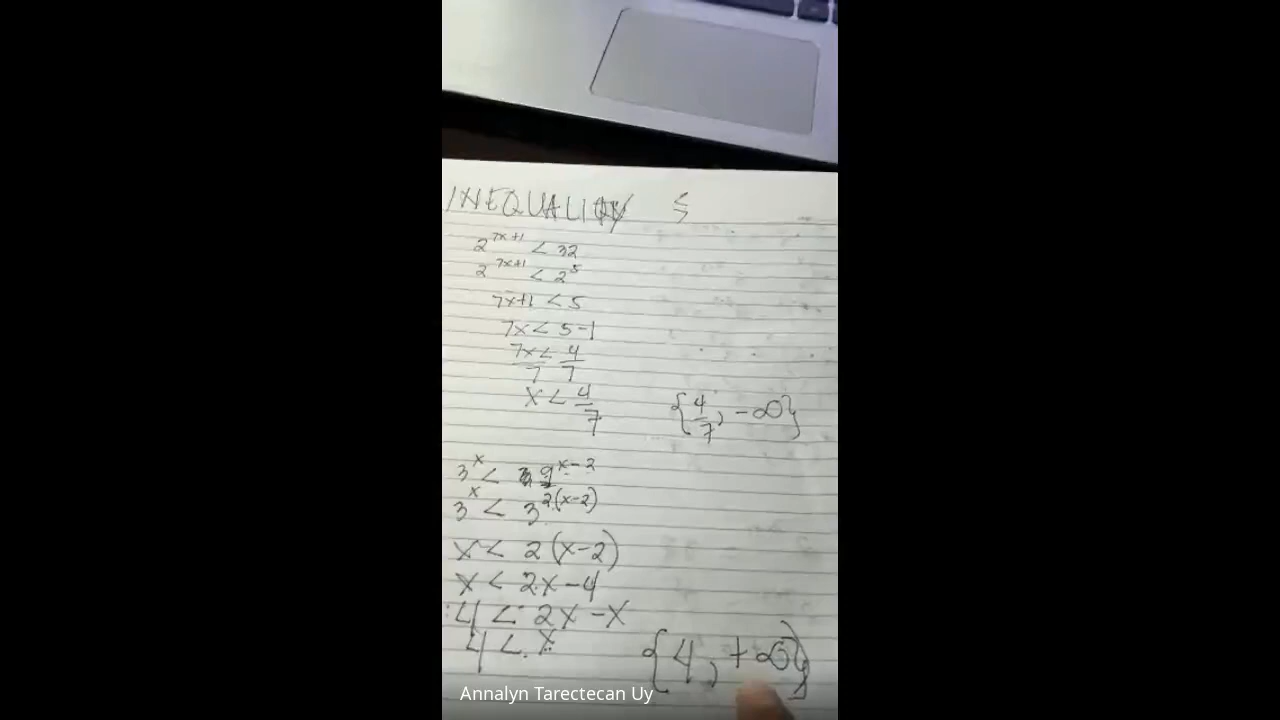 INEQUALITY ≤
2^(7x+1) < 32
2^(7x+1) < 2^5
7x+1 < 5
7x < 5-1
7x/7 < 4/7
x < 4/7
{4/7, -∞}
3^x < 9^(x-2)
3^x < 3^(2(x-2))
x < 2(x-2)
x < 2x-4
4 < 2x-x
4 < x
{4, +∞}
Annalyn Tarectecan Uy